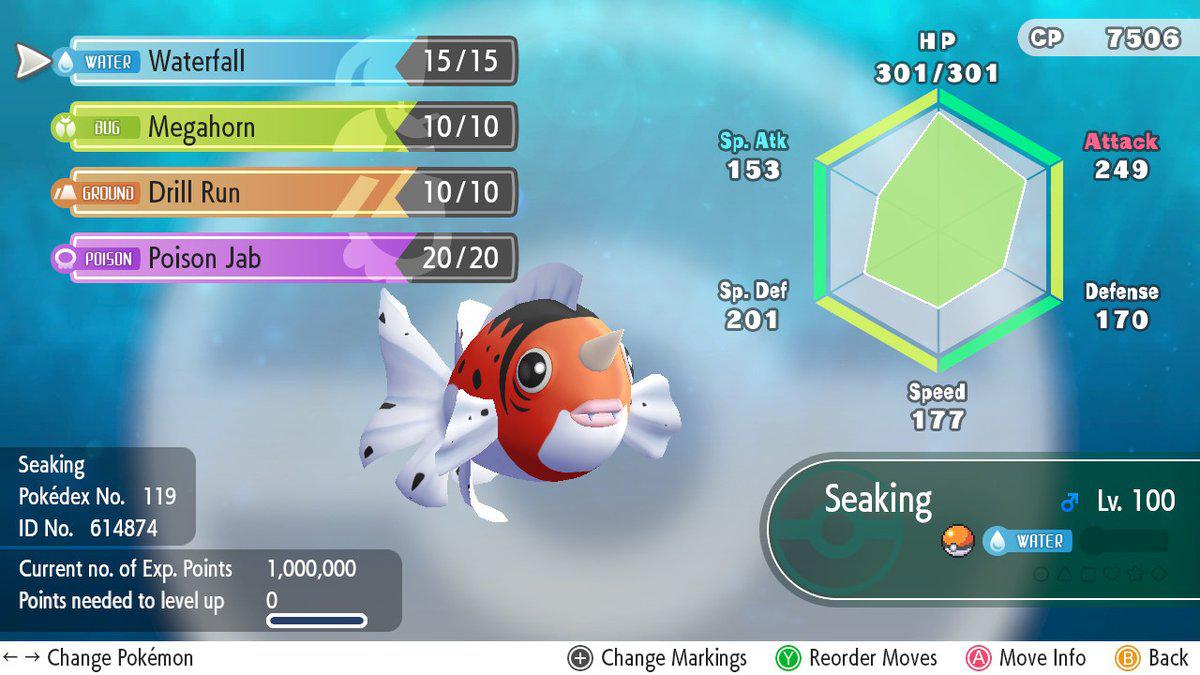 WATER Waterfall 15/15
BUG Megahorn 10/10
GROUND Drill Run 10/10
POISON Poison Jab 20/20
CP 7506
HP
301/301
Sp. Atk
153
Attack
249
Sp. Def
201
Defense
170
Speed
177
Seaking
Pokédex No. 119
ID No. 614874
Current no. of Exp. Points 1,000,000
Points needed to level up 0
Seaking ♂ Lv. 100
WATER
←→ Change Pokémon
+ Change Markings
Y Reorder Moves
A Move Info
B Back